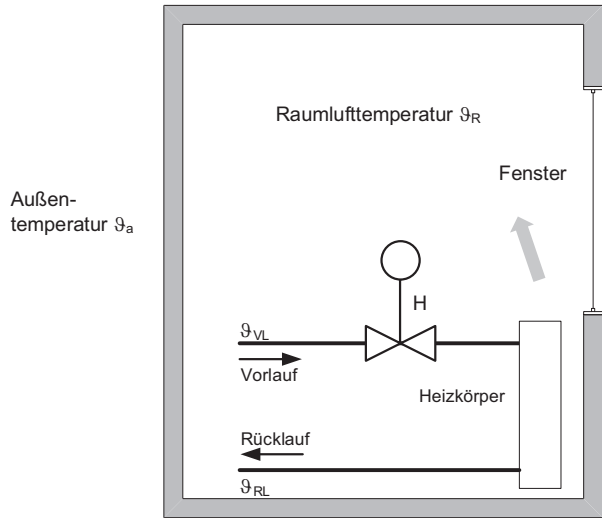 Raumlufttemperatur ϑR
Fenster
Außen-
temperatur ϑa
H
ϑVL
Vorlauf
Heizkörper
Rücklauf
ϑRL